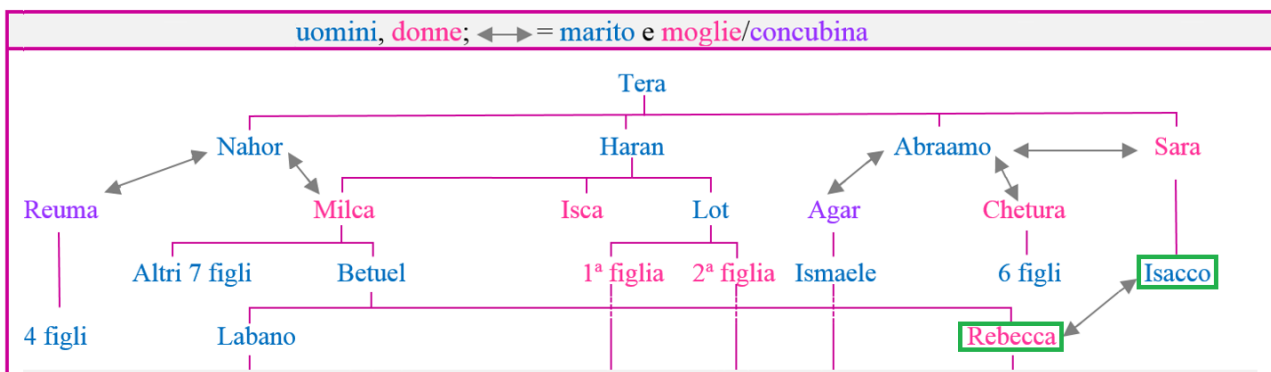 uomini, donne; = marito e moglie/concubina
Tera
Nahor Haran Abraamo Sara
Reuma Milca Isca Lot Agar Chetura
Altri 7 figli Betuel 1ª figlia 2ª figlia Ismaele 6 figli Isacco
4 figli Labano Rebecca